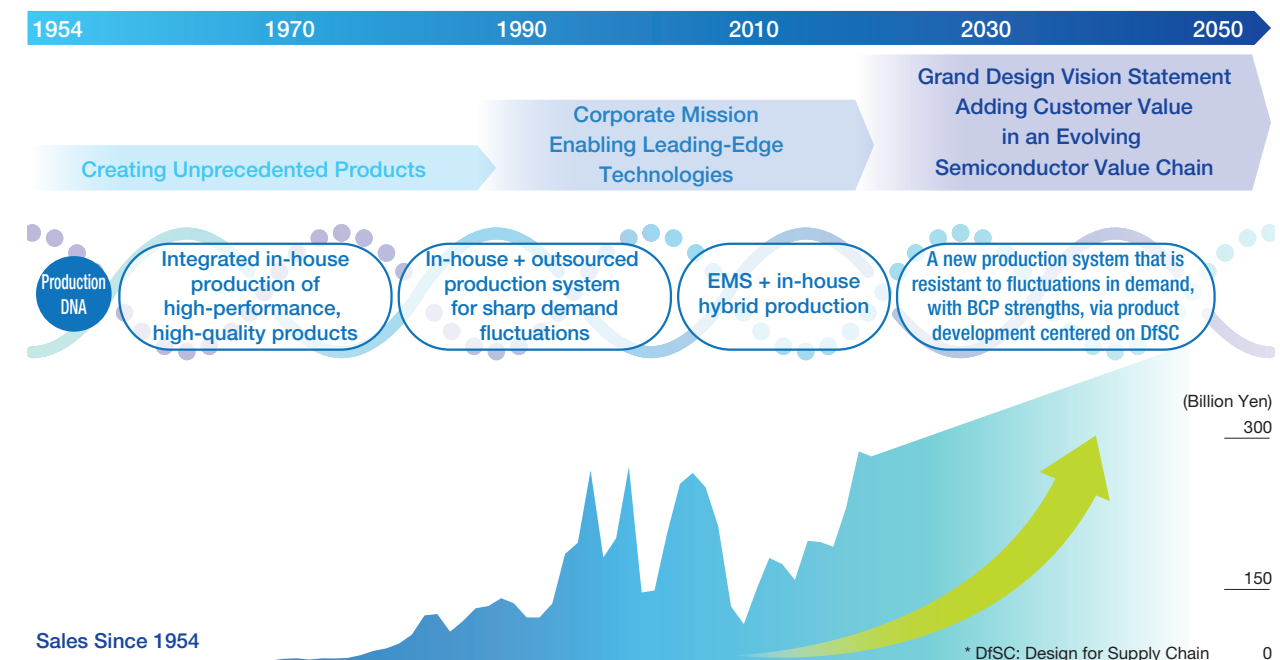 1954 1970 1990 2010 2030 2050
Creating Unprecedented Products
Corporate Mission
Enabling Leading-Edge
Technologies
Grand Design Vision Statement
Adding Customer Value
in an Evolving
Semiconductor Value Chain
Production
DNA
Integrated in-house
production of
high-performance,
high-quality products
In-house + outsourced
production system
for sharp demand
fluctuations
EMS + in-house
hybrid production
A new production system that is
resistant to fluctuations in demand,
with BCP strengths, via product
development centered on DfSC
(Billion Yen)
300
150
0
Sales Since 1954
* DfSC: Design for Supply Chain